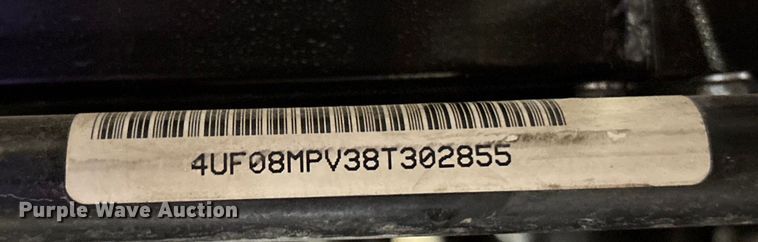 4UF08MPV38T302855
Purple Wave Auction